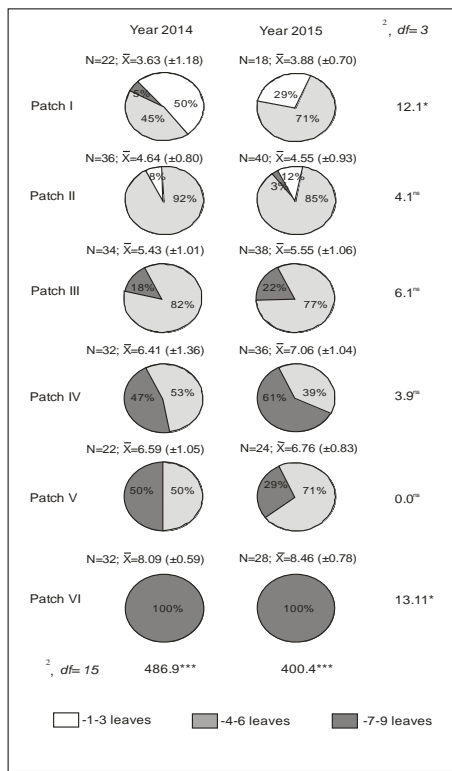 Year 2014 Year 2015 2, df= 3
N=22; X̅=3.63 (±1.18) N=18; X̅=3.88 (±0.70)
Patch I 5% 50% 45% 29% 71% 12.1*
N=36; X̅=4.64 (±0.80) N=40; X̅=4.55 (±0.93)
Patch II 8% 92% 12% 3% 85% 4.1ns
N=34; X̅=5.43 (±1.01) N=38; X̅=5.55 (±1.06)
Patch III 18% 82% 22% 77% 6.1ns
N=32; X̅=6.41 (±1.36) N=36; X̅=7.06 (±1.04)
Patch IV 47% 53% 61% 39% 3.9ns
N=22; X̅=6.59 (±1.05) N=24; X̅=6.76 (±0.83)
Patch V 50% 50% 29% 71% 0.0ns
N=32; X̅=8.09 (±0.59) N=28; X̅=8.46 (±0.78)
Patch VI 100% 100% 13.11*
2, df= 15 486.9*** 400.4***
-1-3 leaves -4-6 leaves -7-9 leaves